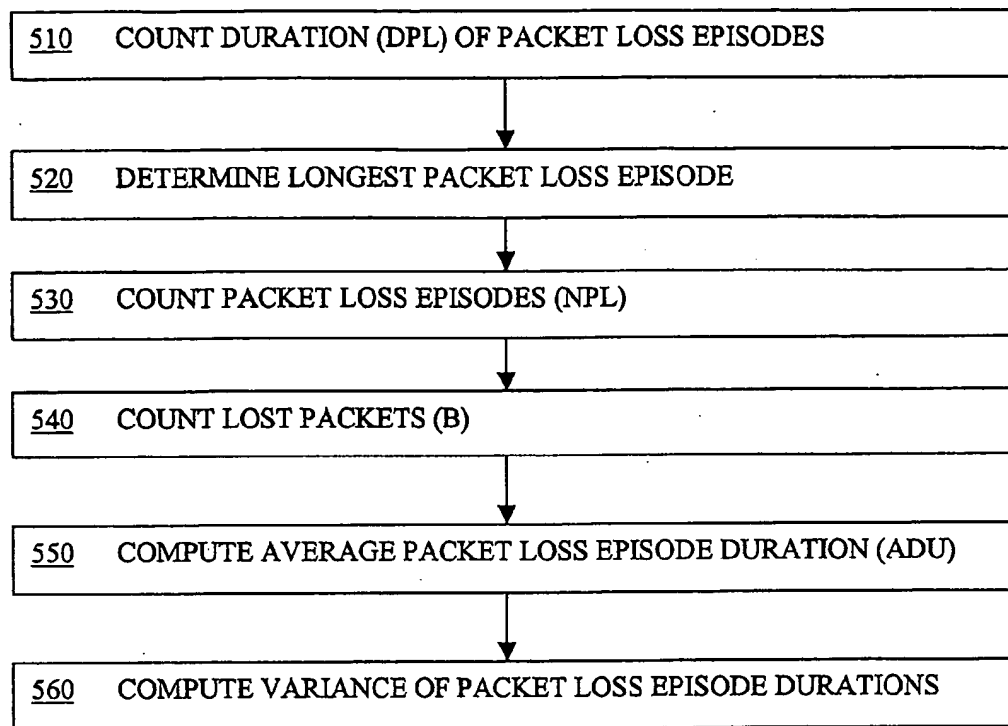 510 COUNT DURATION (DPL) OF PACKET LOSS EPISODES
520 DETERMINE LONGEST PACKET LOSS EPISODE
530 COUNT PACKET LOSS EPISODES (NPL)
540 COUNT LOST PACKETS (B)
550 COMPUTE AVERAGE PACKET LOSS EPISODE DURATION (ADU)
560 COMPUTE VARIANCE OF PACKET LOSS EPISODE DURATIONS